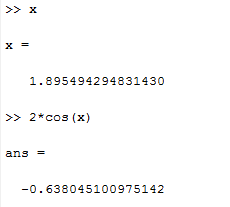 >> x
x =
1.895494294831430
>> 2*cos(x)
ans =
-0.638045100975142